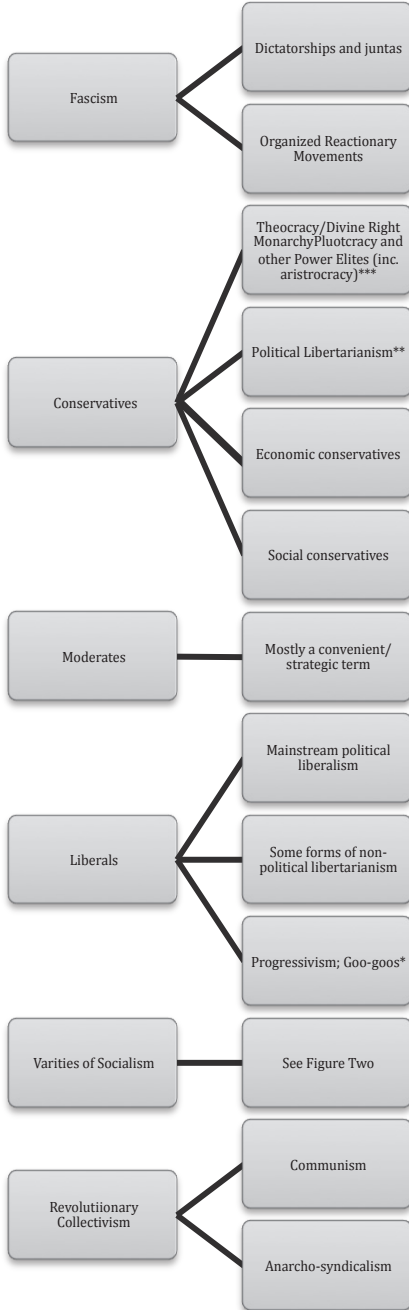 Fascism
Dictatorships and juntas
Organized Reactionary
Movements
Conservatives
Theocracy/Divine Right
MonarchyPluotcracy and
other Power Elites (inc.
aristrocracy)***
Political Libertarianism**
Economic conservatives
Social conservatives
Moderates
Mostly a convenient/
strategic term
Liberals
Mainstream political
liberalism
Some forms of non-
political libertarianism
Progressivism; Goo-goos*
Varities of Socialism
See Figure Two
Revolutiionary
Collectivism
Communism
Anarcho-syndicalism